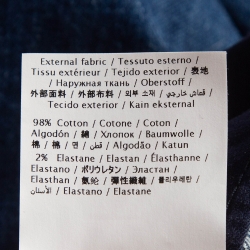 External fabric / Tessuto esterno /
Tissu extérieur / Tejido exterior / 表地
/ Наружная ткань / Oberstoff /
外部面料 / 外部布料 / 외부 소재 / قماش خارجي /
Tecido exterior / Kain eksternal
98% Cotton / Cotone / Coton /
Algodón / 綿 / Хлопок / Baumwolle /
棉 / 棉 / 면 / قطن / Algodão / Katun
2% Elastane / Elastan / Élasthanne /
Elastano / ポリウレタン / Эластан /
Elasthan / 氨纶 / 彈性纖維 / 폴리우레탄 /
الأستان / Elastano / Elastane